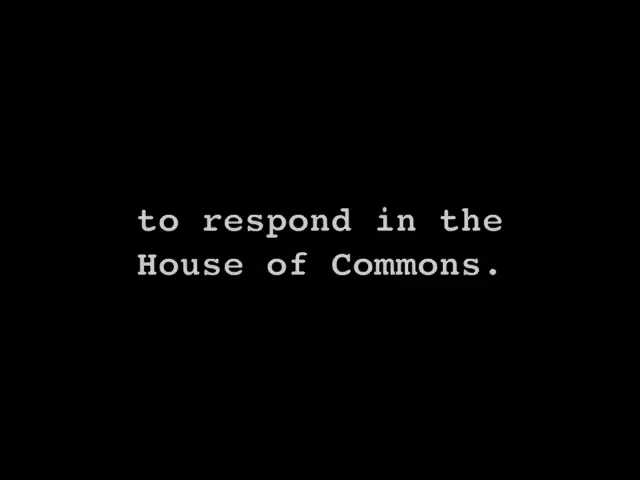 to respond in the
House of Commons.